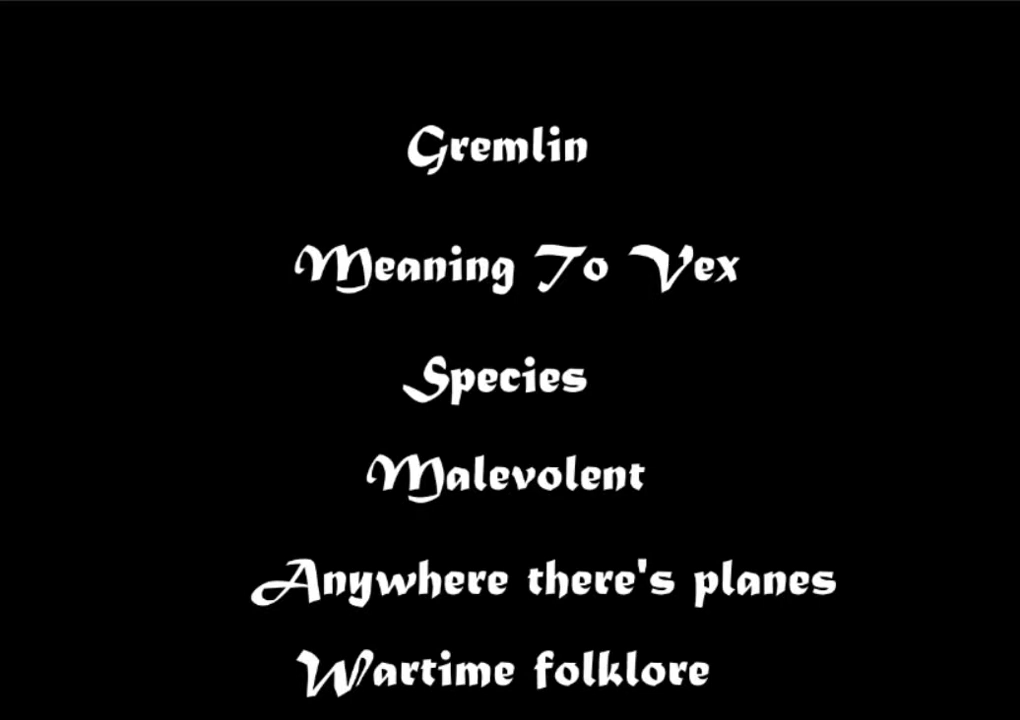 Gremlin
Meaning To Vex
Species
Malevolent
Anywhere there's planes
Wartime folklore